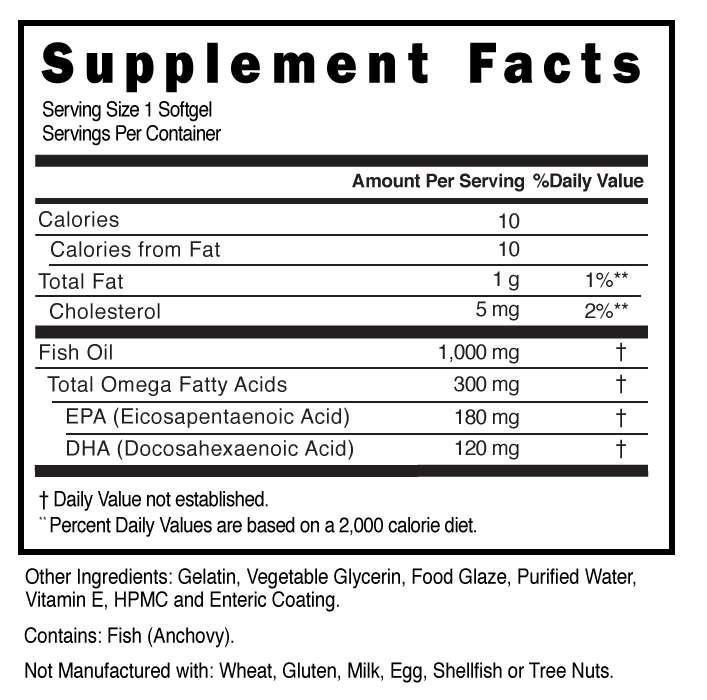 Supplement Facts
Serving Size 1 Softgel
Servings Per Container
Amount Per Serving %Daily Value
Calories 10
Calories from Fat 10
Total Fat 1 g 1%**
Cholesterol 5 mg 2%**
Fish Oil 1,000 mg †
Total Omega Fatty Acids 300 mg †
EPA (Eicosapentaenoic Acid) 180 mg †
DHA (Docosahexaenoic Acid) 120 mg †
† Daily Value not established.
** Percent Daily Values are based on a 2,000 calorie diet.
Other Ingredients: Gelatin, Vegetable Glycerin, Food Glaze, Purified Water,
Vitamin E, HPMC and Enteric Coating.
Contains: Fish (Anchovy).
Not Manufactured with: Wheat, Gluten, Milk, Egg, Shellfish or Tree Nuts.